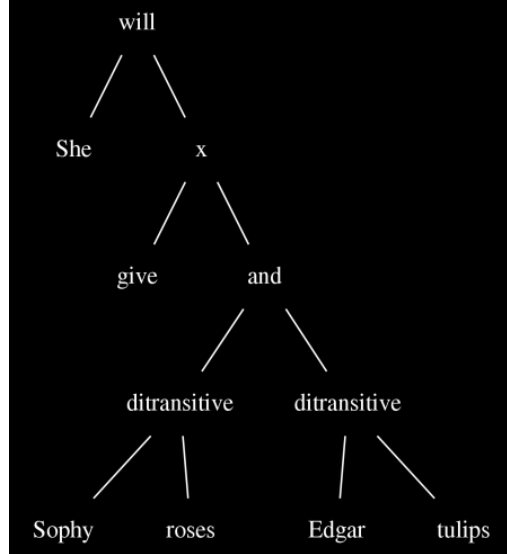 will
She x
give and
ditransitive ditransitive
Sophy roses Edgar tulips